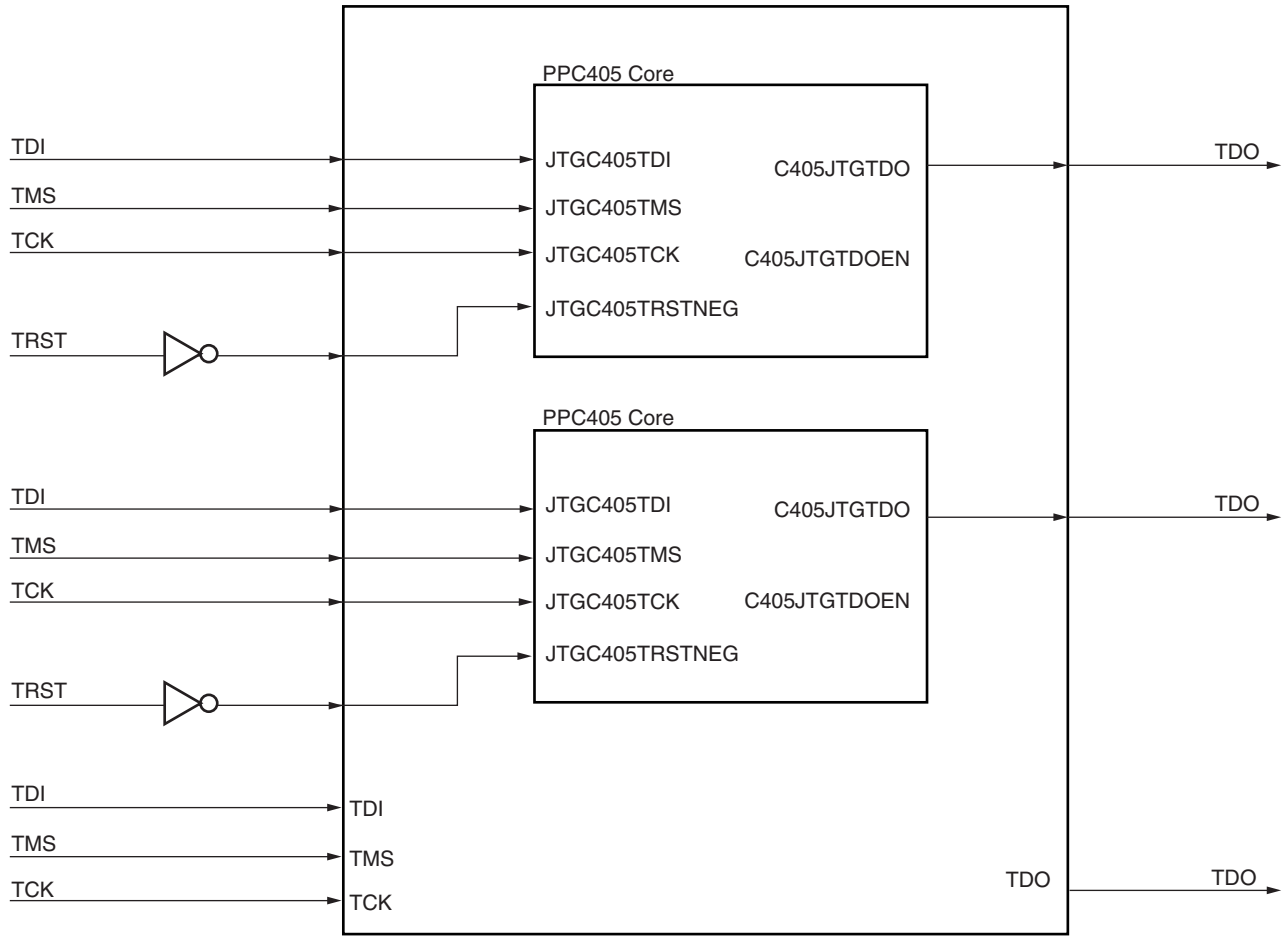 PPC405 Core
TDI
JTGC405TDI
C405JTGTDO
TDO
TMS
JTGC405TMS
TCK
JTGC405TCK
C405JTGTDOEN
JTGC405TRSTNEG
TRST
PPC405 Core
TDI
JTGC405TDI
C405JTGTDO
TDO
TMS
JTGC405TMS
TCK
JTGC405TCK
C405JTGTDOEN
JTGC405TRSTNEG
TRST
TDI
TDI
TMS
TMS
TCK
TCK
TDO
TDO